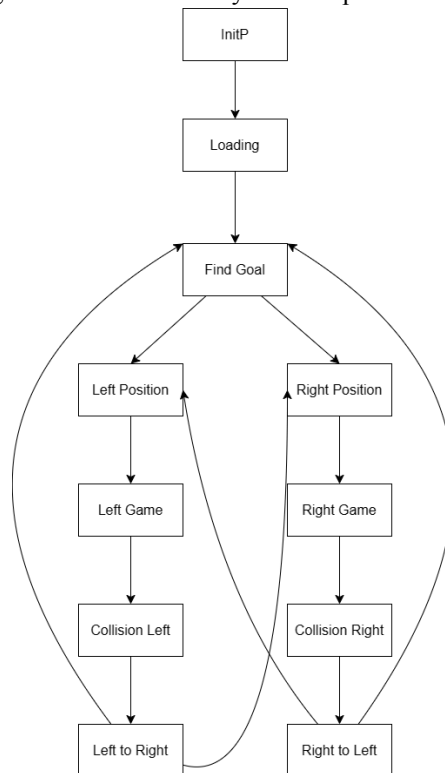 InitP
Loading
Find Goal
Left Position
Right Position
Left Game
Right Game
Collision Left
Collision Right
Left to Right
Right to Left